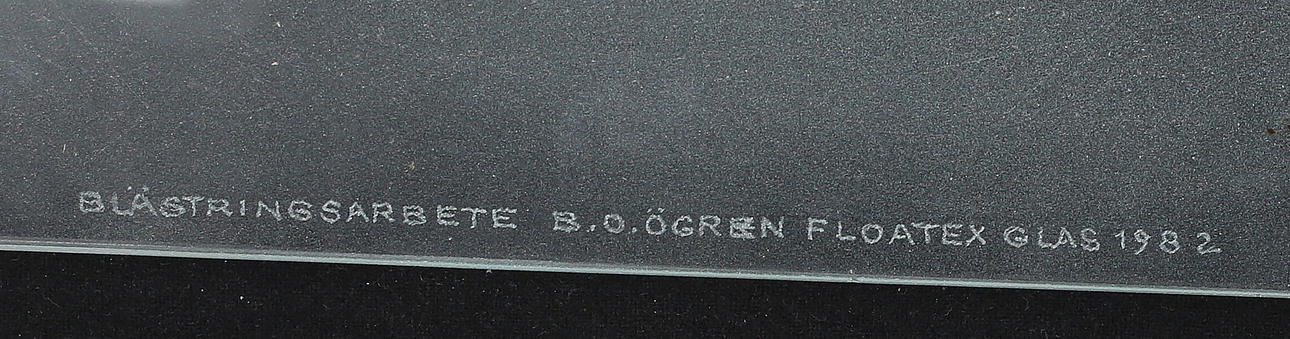 BLÄSTRINGSARBETE B.O.ÖGREN FLOATEX GLAS 1982